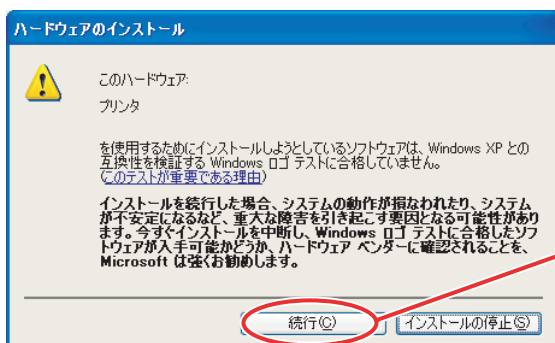 ハードウェアのインストール
このハードウェア:
プリンタ
を使用するためにインストールしようとしているソフトウェアは、Windows XP との
互換性を検証する Windows ロゴ テストに合格していません。
(このテストが重要である理由)
インストールを続行した場合、システムの動作が損なわれたり、システム
が不安定になるなど、重大な障害を引き起こす要因となる可能性があり
ます。今すぐインストールを中断し、Windows ロゴ テストに合格したソフ
トウェアが入手可能かどうか、ハードウェア ベンダーに確認されることを、
Microsoft は強くお勧めします。
続行(C) インストールの停止(S)